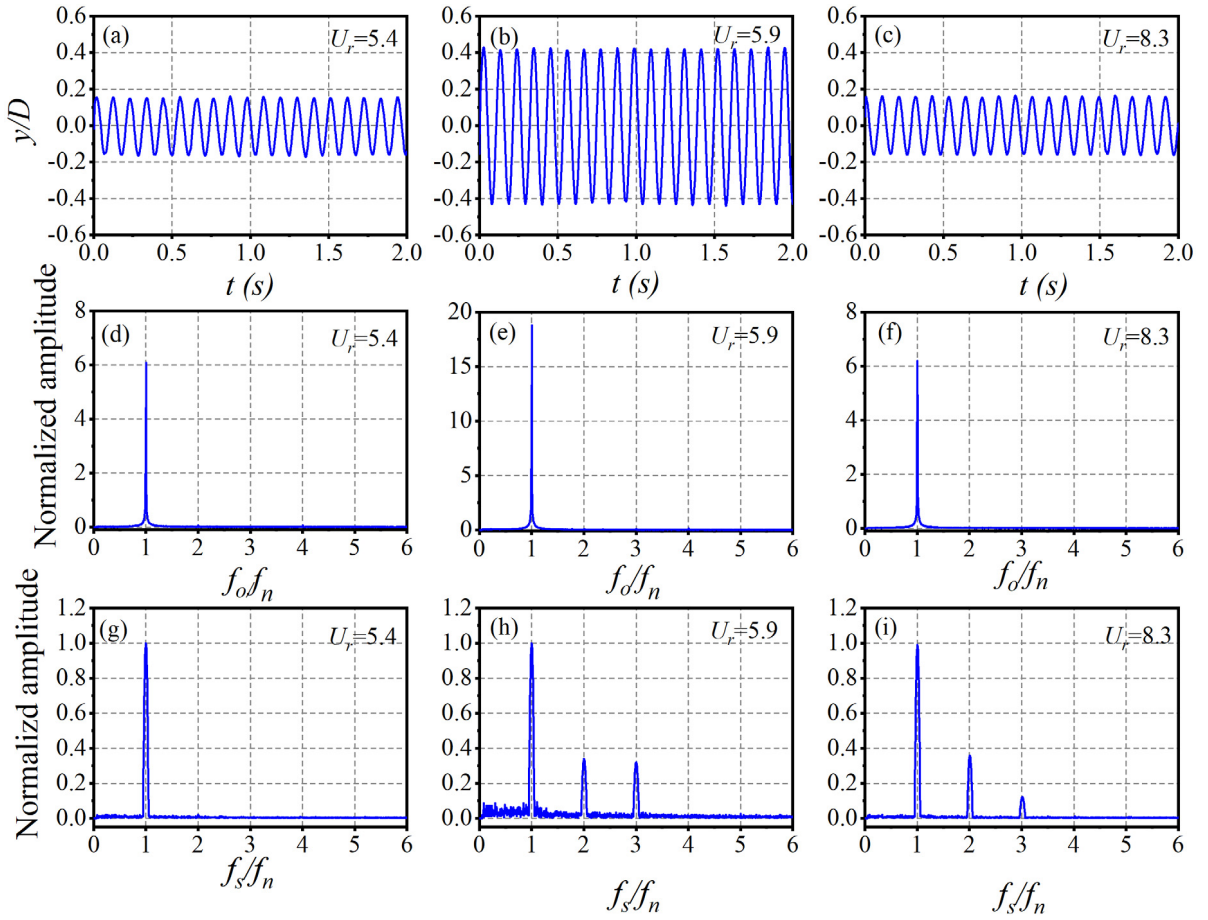 (a) U_r=5.4
0.6
0.4
0.2
0.0
-0.2
-0.4
-0.6
y/D
0.0 0.5 1.0 1.5 2.0
t (s)
(b) U_r=5.9
0.6
0.4
0.2
0.0
-0.2
-0.4
-0.6
0.0 0.5 1.0 1.5 2.0
t (s)
(c) U_r=8.3
0.6
0.4
0.2
0.0
-0.2
-0.4
-0.6
0.0 0.5 1.0 1.5 2.0
t (s)
Normalized amplitude
(d) U_r=5.4
8
6
4
2
0
0 1 2 3 4 5 6
f_o/f_n
(e) U_r=5.9
20
15
10
5
0
0 1 2 3 4 5 6
f_o/f_n
(f) U_r=8.3
8
6
4
2
0
0 1 2 3 4 5 6
f_o/f_n
Normalizd amplitude
(g) U_r=5.4
1.2
1.0
0.8
0.6
0.4
0.2
0.0
0 1 2 3 4 5 6
f_s/f_n
(h) U_r=5.9
1.2
1.0
0.8
0.6
0.4
0.2
0.0
0 1 2 3 4 5 6
f_s/f_n
(i) U_r=8.3
1.2
1.0
0.8
0.6
0.4
0.2
0.0
0 1 2 3 4 5 6
f_s/f_n